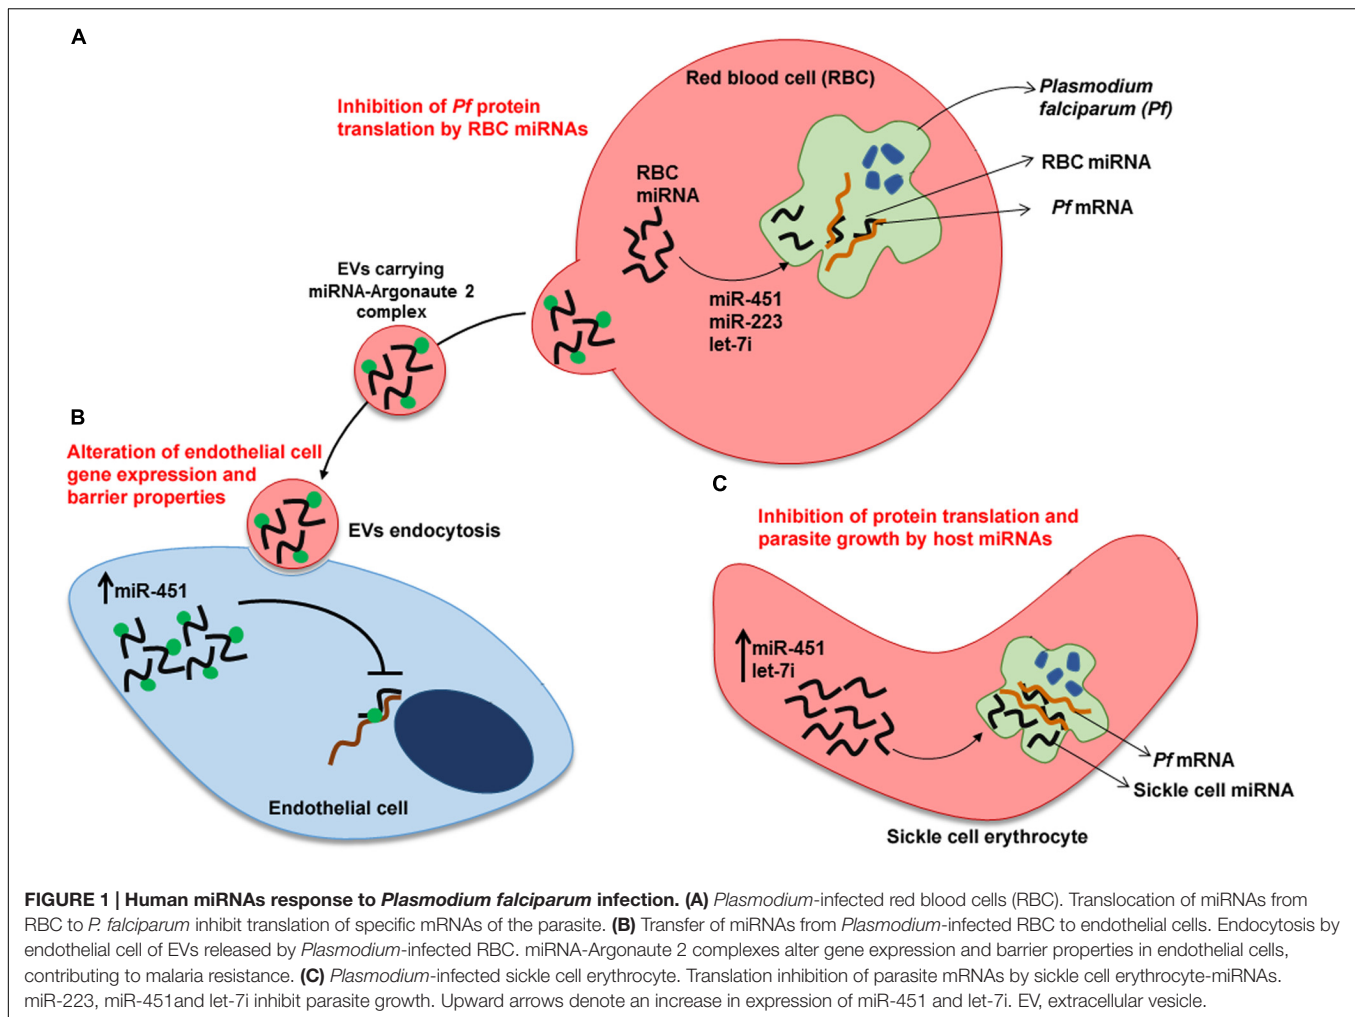 A
Red blood cell (RBC)
Plasmodium
falciparum (Pf)
Inhibition of Pf protein
translation by RBC miRNAs
RBC miRNA
RBC
miRNA
Pf mRNA
EVs carrying
miRNA-Argonaute 2
complex
miR-451
miR-223
let-7i
B
Alteration of endothelial cell
gene expression and
barrier properties
EVs endocytosis
miR-451
Endothelial cell
C
Inhibition of protein translation and
parasite growth by host miRNAs
miR-451
let-7i
Pf mRNA
Sickle cell miRNA
Sickle cell erythrocyte
FIGURE 1 | Human miRNAs response to Plasmodium falciparum infection. (A) Plasmodium-infected red blood cells (RBC). Translocation of miRNAs from
RBC to P. falciparum inhibit translation of specific mRNAs of the parasite. (B) Transfer of miRNAs from Plasmodium-infected RBC to endothelial cells. Endocytosis by
endothelial cell of EVs released by Plasmodium-infected RBC. miRNA-Argonaute 2 complexes alter gene expression and barrier properties in endothelial cells,
contributing to malaria resistance. (C) Plasmodium-infected sickle cell erythrocyte. Translation inhibition of parasite mRNAs by sickle cell erythrocyte-miRNAs.
miR-223, miR-451and let-7i inhibit parasite growth. Upward arrows denote an increase in expression of miR-451 and let-7i. EV, extracellular vesicle.